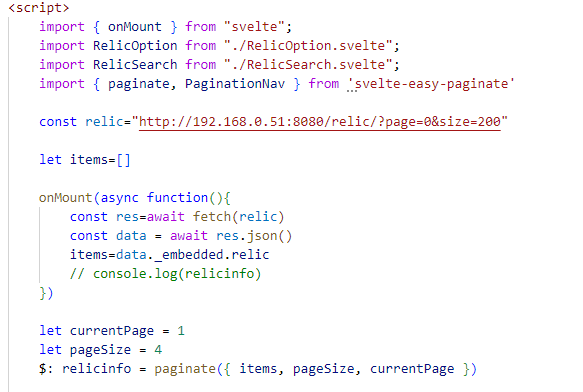 <script>
import { onMount } from "svelte";
import RelicOption from "./RelicOption.svelte";
import RelicSearch from "./RelicSearch.svelte";
import { paginate, PaginationNav } from 'svelte-easy-paginate'
const relic="http://192.168.0.51:8080/relic/?page=0&size=200"
let items=[]
onMount(async function(){
const res=await fetch(relic)
const data = await res.json()
items=data._embedded.relic
// console.log(relicinfo)
})
let currentPage = 1
let pageSize = 4
$: relicinfo = paginate({ items, pageSize, currentPage })